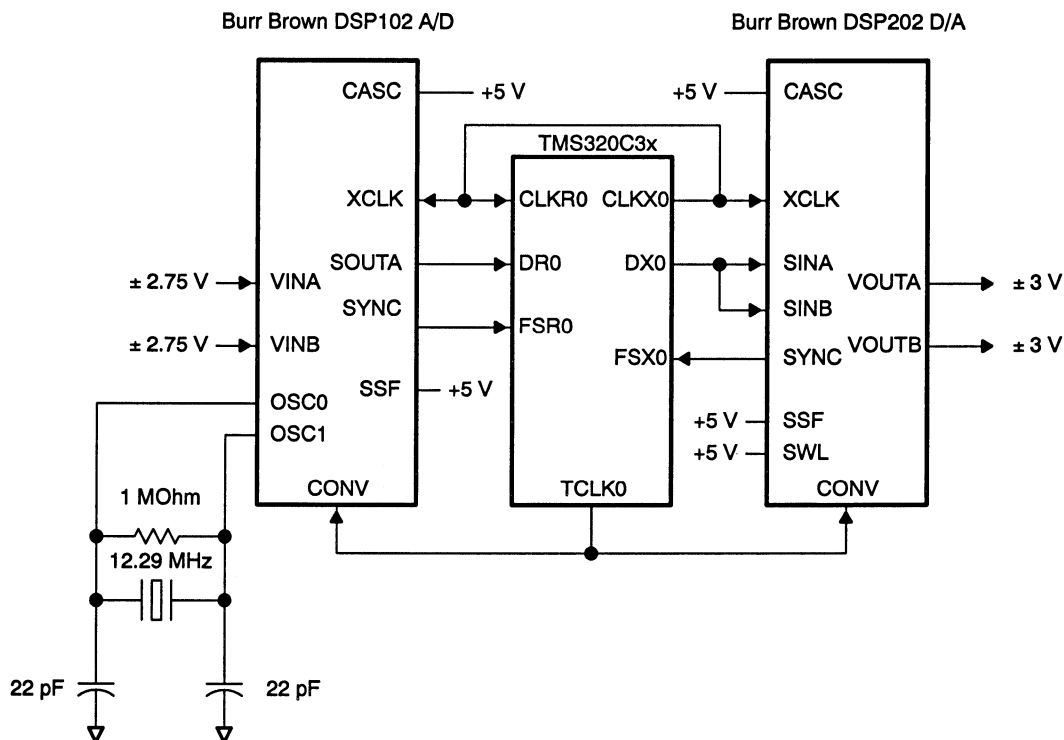 Burr Brown DSP102 A/D
Burr Brown DSP202 D/A
CASC
+5 V
+5 V
CASC
TMS320C3x
XCLK
CLKR0
CLKX0
XCLK
SOUTA
DR0
DX0
SINA
± 2.75 V
VINA
VOUTA
± 3 V
SYNC
SINB
FSR0
± 2.75 V
VINB
FSX0
SYNC
VOUTB
± 3 V
SSF
+5 V
OSC0
+5 V
SSF
OSC1
+5 V
SWL
CONV
TCLK0
CONV
1 MOhm
12.29 MHz
22 pF
22 pF